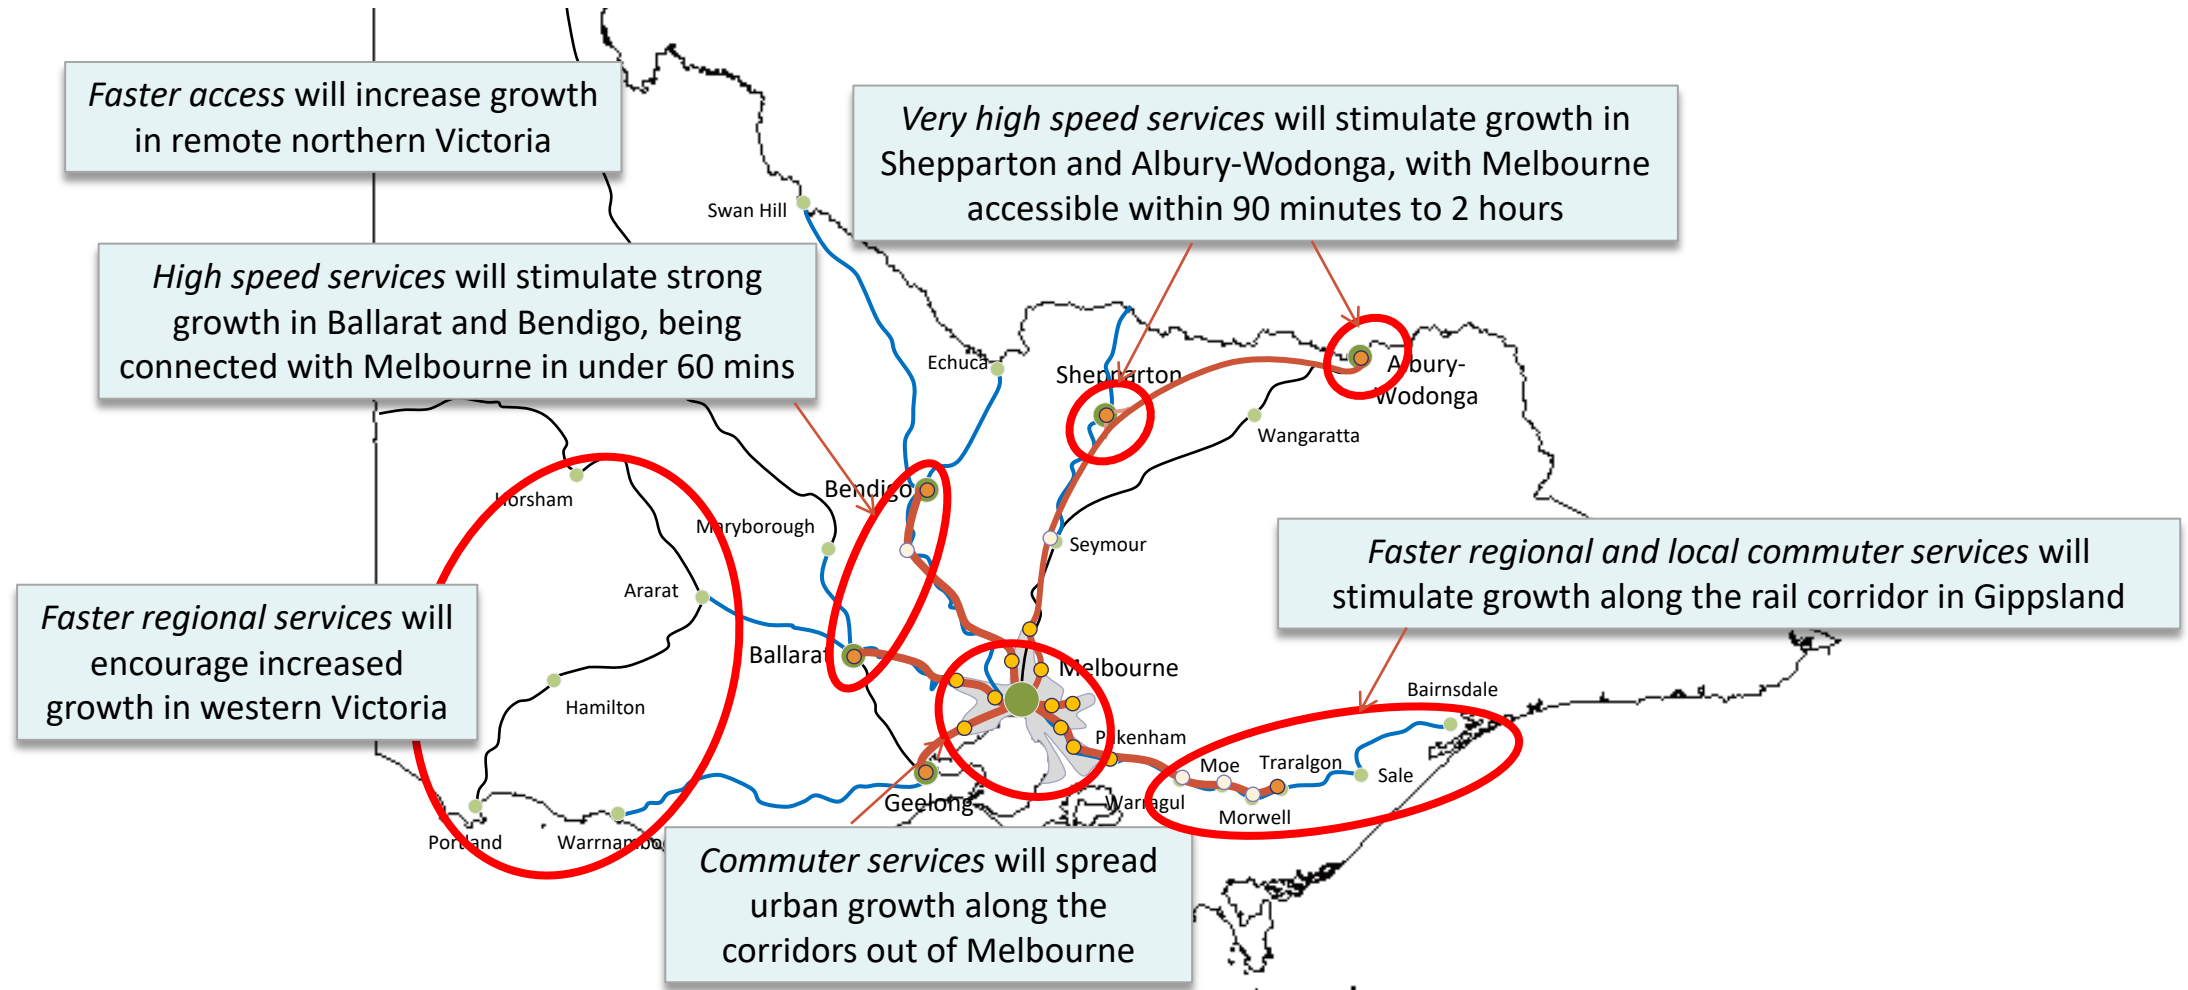 Faster access will increase growth
in remote northern Victoria
Very high speed services will stimulate growth in
Shepparton and Albury-Wodonga, with Melbourne
accessible within 90 minutes to 2 hours
Swan Hill
High speed services will stimulate strong
growth in Ballarat and Bendigo, being
connected with Melbourne in under 60 mins
Echuca
Shepparton
Albury-
Wodonga
Wangaratta
Bendigo
Horsham
Maryborough
Seymour
Faster regional and local commuter services will
stimulate growth along the rail corridor in Gippsland
Ararat
Faster regional services will
encourage increased
growth in western Victoria
Ballarat
Melbourne
Hamilton
Bairnsdale
Pakenham
Moe
Traralgon
Sale
Geelong
Warragul
Morwell
Portland
Warrnamboo
Commuter services will spread
urban growth along the
corridors out of Melbourne